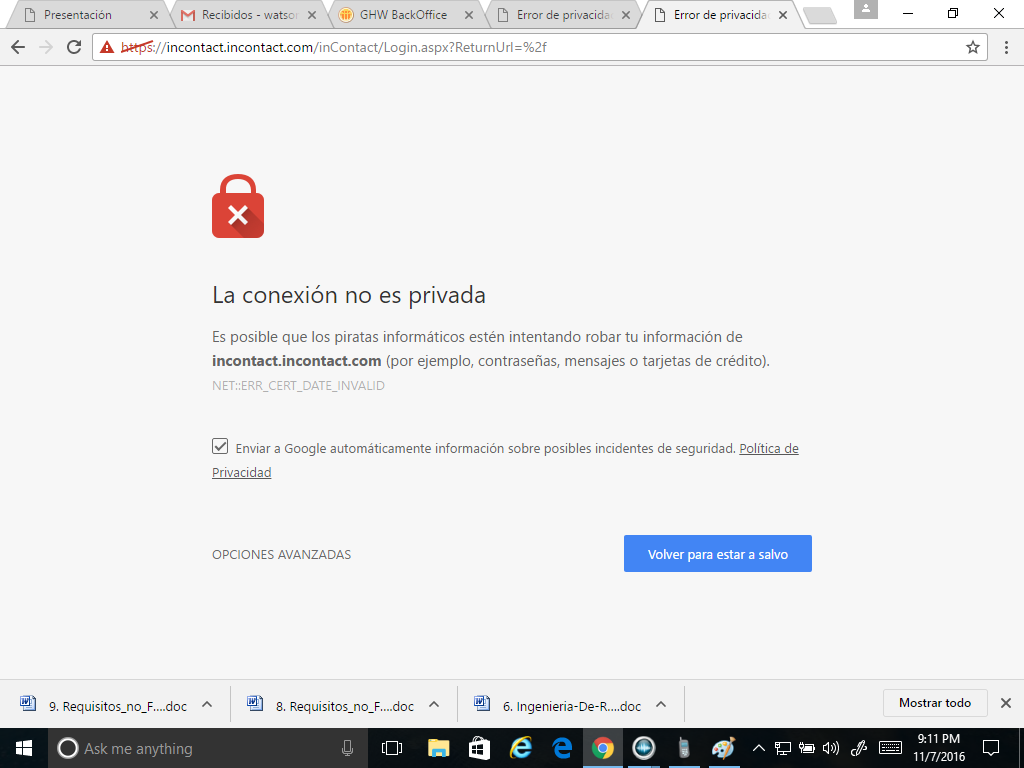 Presentación
Recibidos - watson
GHW BackOffice
Error de privacida
Error de privacida
https://incontact.incontact.com/inContact/Login.aspx?ReturnUrl=%2f
La conexión no es privada
Es posible que los piratas informáticos estén intentando robar tu información de
incontact.incontact.com (por ejemplo, contraseñas, mensajes o tarjetas de crédito).
NET::ERR_CERT_DATE_INVALID
Enviar a Google automáticamente información sobre posibles incidentes de seguridad. Política de
Privacidad
OPCIONES AVANZADAS
Volver para estar a salvo
9. Requisitos_no_F....doc
8. Requisitos_no_F....doc
6. Ingenieria-De-R....doc
Mostrar todo
Ask me anything
9:11 PM
11/7/2016